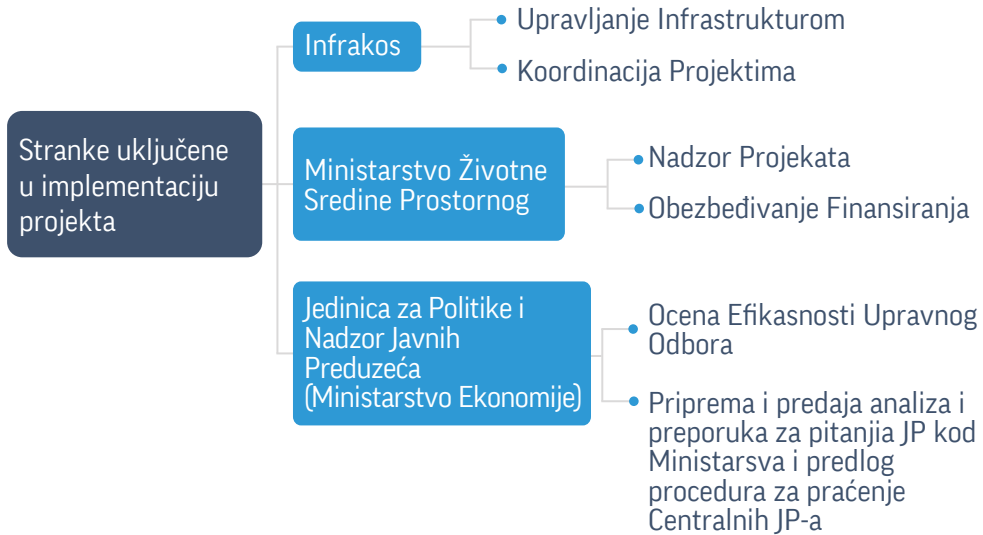 Stranke uključene
u implementaciju
projekta
Infrakos
Upravljanje Infrastrukturom
Koordinacija Projektima
Ministarstvo Životne
Sredine Prostornog
Nadzor Projekata
Obezbeđivanje Finansiranja
Jedinica za Politike i
Nadzor Javnih
Preduzeća
(Ministarstvo Ekonomije)
Ocena Efikasnosti Upravnog
Odbora
Priprema i predaja analiza i
preporuka za pitanjia JP kod
Ministarsva i predlog
procedura za praćenje
Centralnih JP-a